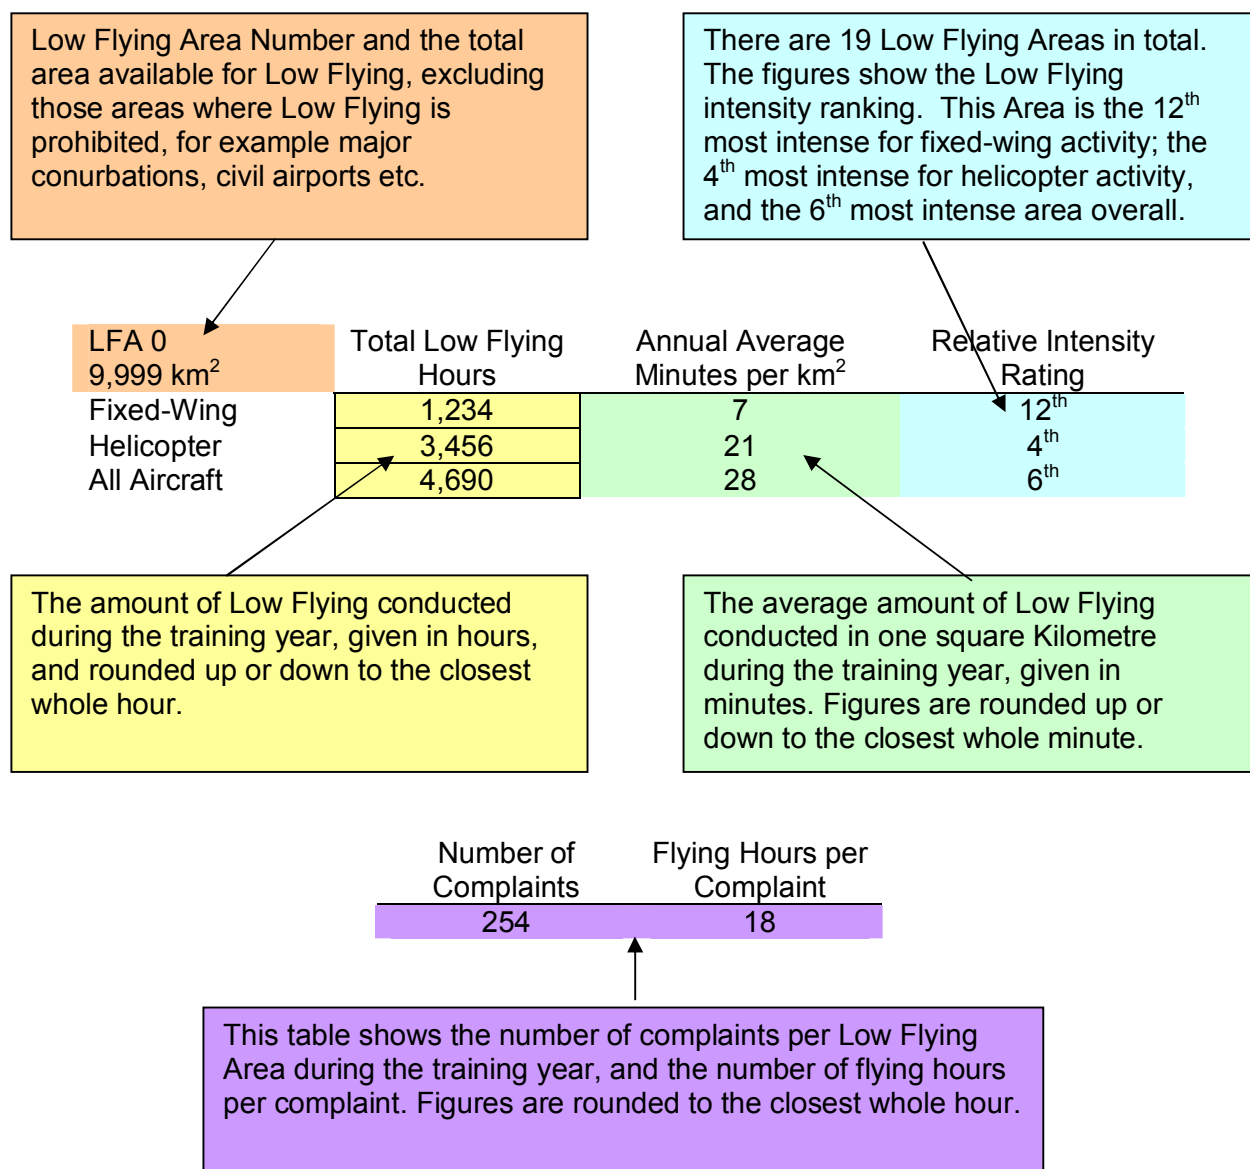 Low Flying Area Number and the total
area available for Low Flying, excluding
those areas where Low Flying is
prohibited, for example major
conurbations, civil airports etc.
There are 19 Low Flying Areas in total.
The figures show the Low Flying
intensity ranking.  This Area is the 12th
most intense for fixed-wing activity; the
4th most intense for helicopter activity,
and the 6th most intense area overall.
LFA 0 Total Low Flying Annual Average Relative Intensity
9,999 km2 Hours Minutes per km2 Rating
Fixed-Wing 1,234 7 12th
Helicopter 3,456 21 4th
All Aircraft 4,690 28 6th
The amount of Low Flying conducted
during the training year, given in hours,
and rounded up or down to the closest
whole hour.
The average amount of Low Flying
conducted in one square Kilometre
during the training year, given in
minutes. Figures are rounded up or
down to the closest whole minute.
Number of Flying Hours per
Complaints Complaint
254 18
This table shows the number of complaints per Low Flying
Area during the training year, and the number of flying hours
per complaint. Figures are rounded to the closest whole hour.